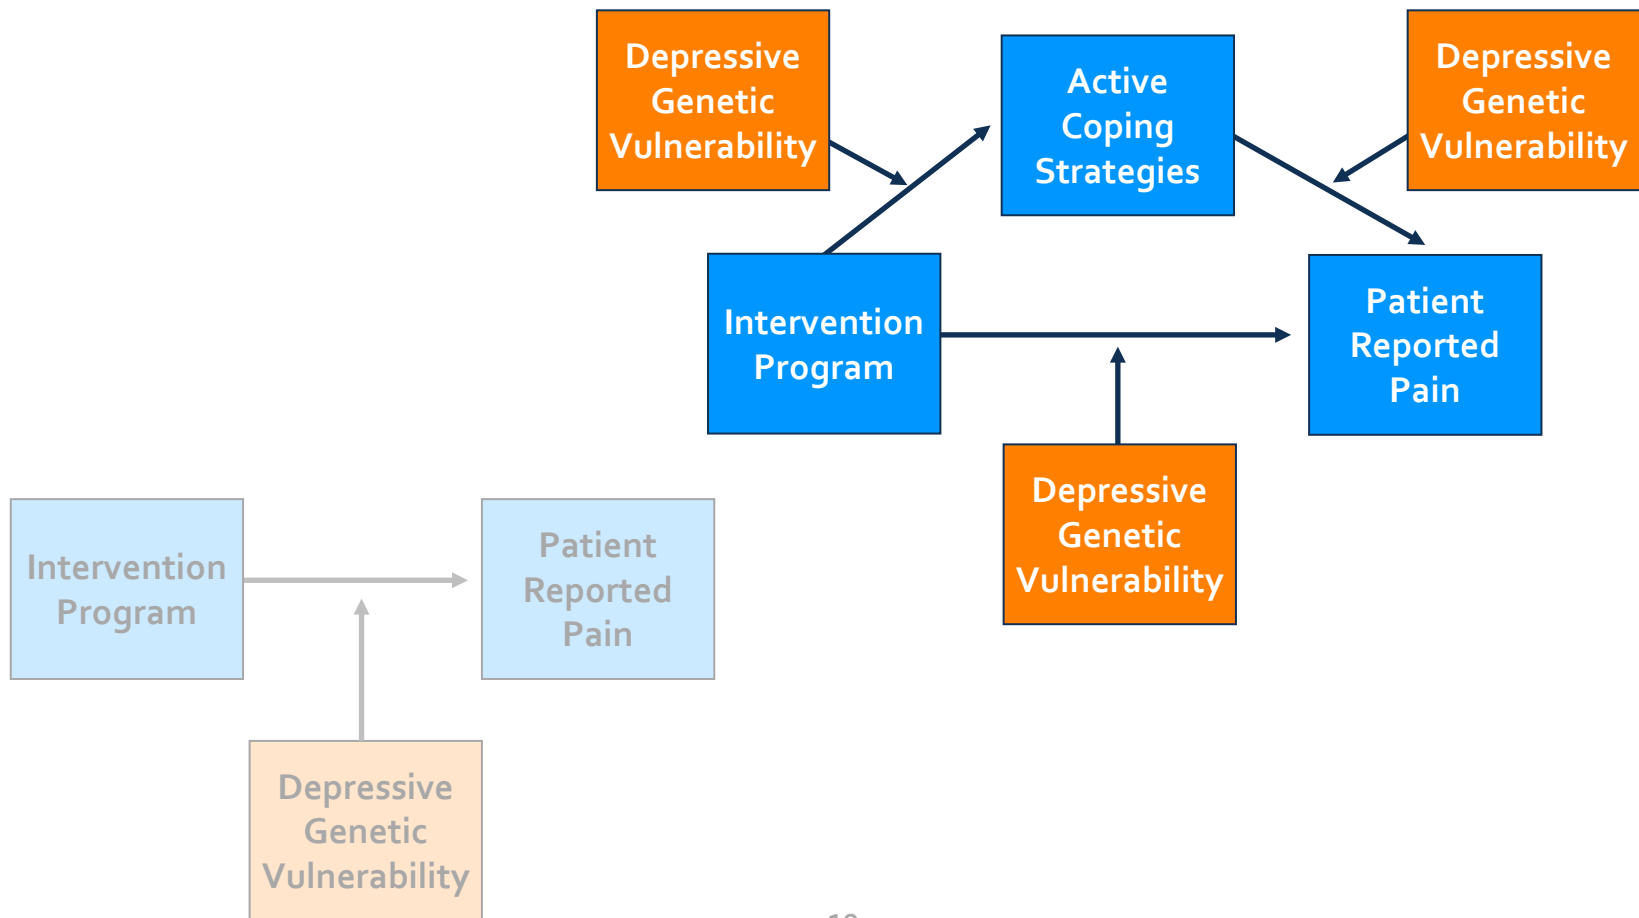 Depressive
Genetic
Vulnerability
Active
Coping
Strategies
Depressive
Genetic
Vulnerability
Intervention
Program
Patient
Reported
Pain
Depressive
Genetic
Vulnerability
Intervention
Program
Patient
Reported
Pain
Depressive
Genetic
Vulnerability